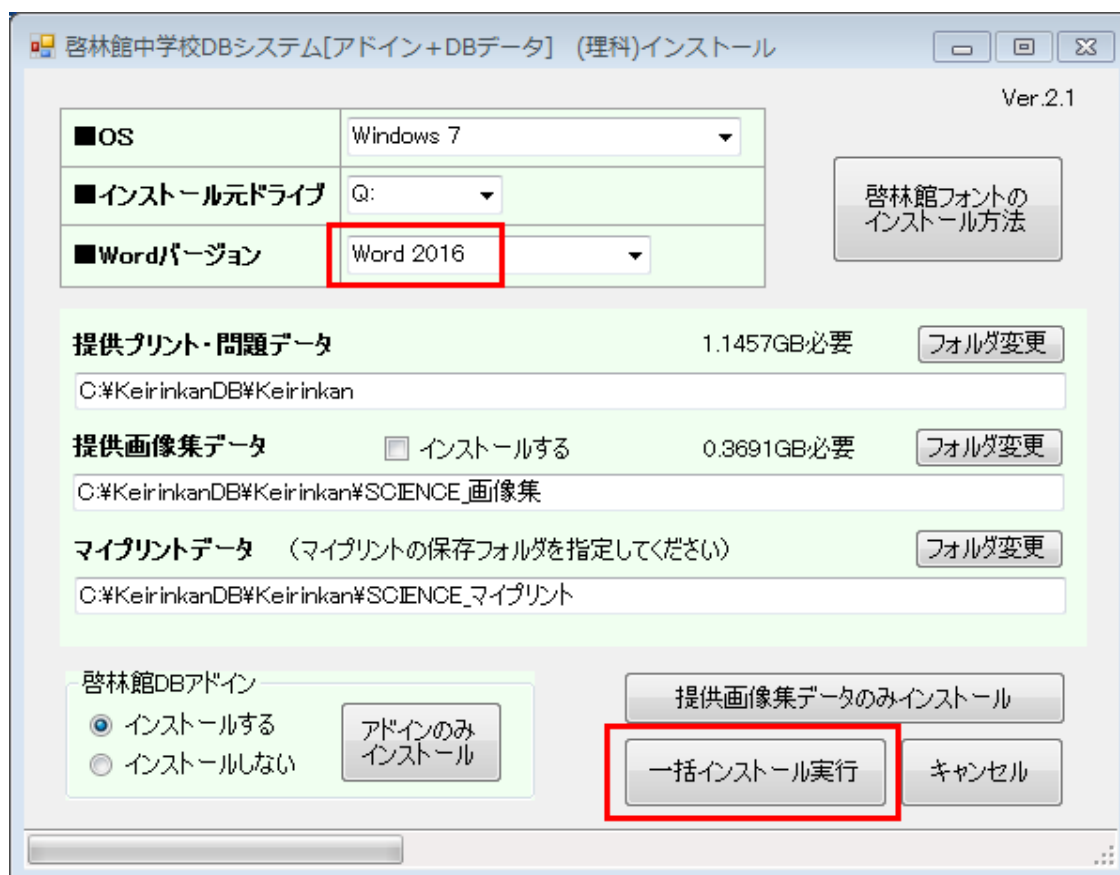 啓林館中学校DBシステム[アドイン+DBデータ] (理科)インストール
Ver.2.1
■OS
Windows 7
■インストール元ドライブ
Q:
■Wordバージョン
Word 2016
啓林館フォントの
インストール方法
提供プリント・問題データ
1.1457GB必要
フォルダ変更
C:¥KeirinkanDB¥Keirinkan
提供画像集データ
インストールする
0.3691GB必要
フォルダ変更
C:¥KeirinkanDB¥Keirinkan¥SCIENCE_画像集
マイプリントデータ (マイプリントの保存フォルダを指定してください)
フォルダ変更
C:¥KeirinkanDB¥Keirinkan¥SCIENCE_マイプリント
啓林館DBアドイン
インストールする
インストールしない
アドインのみ
インストール
提供画像集データのみインストール
一括インストール実行
キャンセル